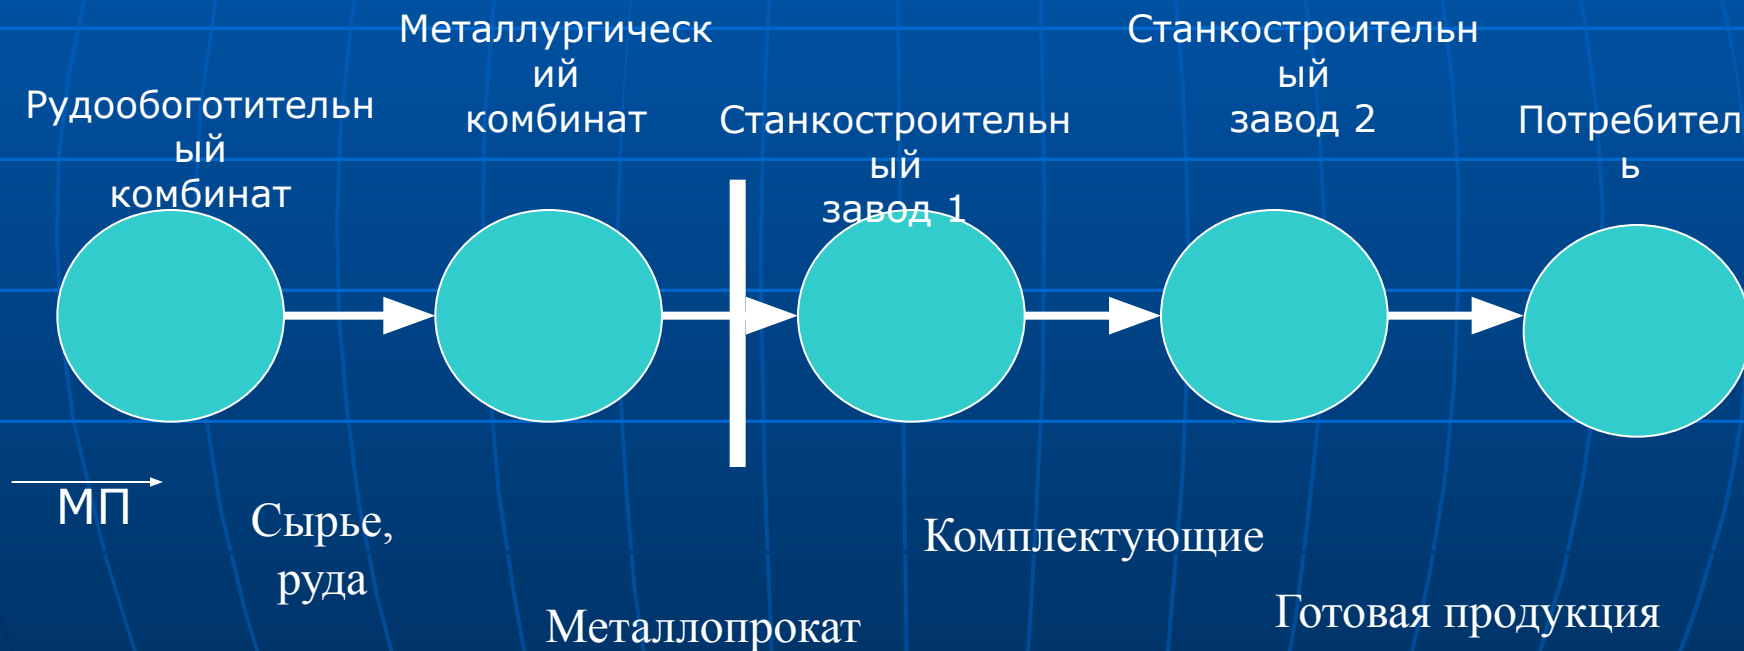 Рудообоготительн
ый
комбинат
Металлургическ
ий
комбинат
Станкостроительн
ый
завод 1
Станкостроительн
ый
завод 2
Потребител
ь
МП
Сырье,
руда
Металлопрокат
Комплектующие
Готовая продукция